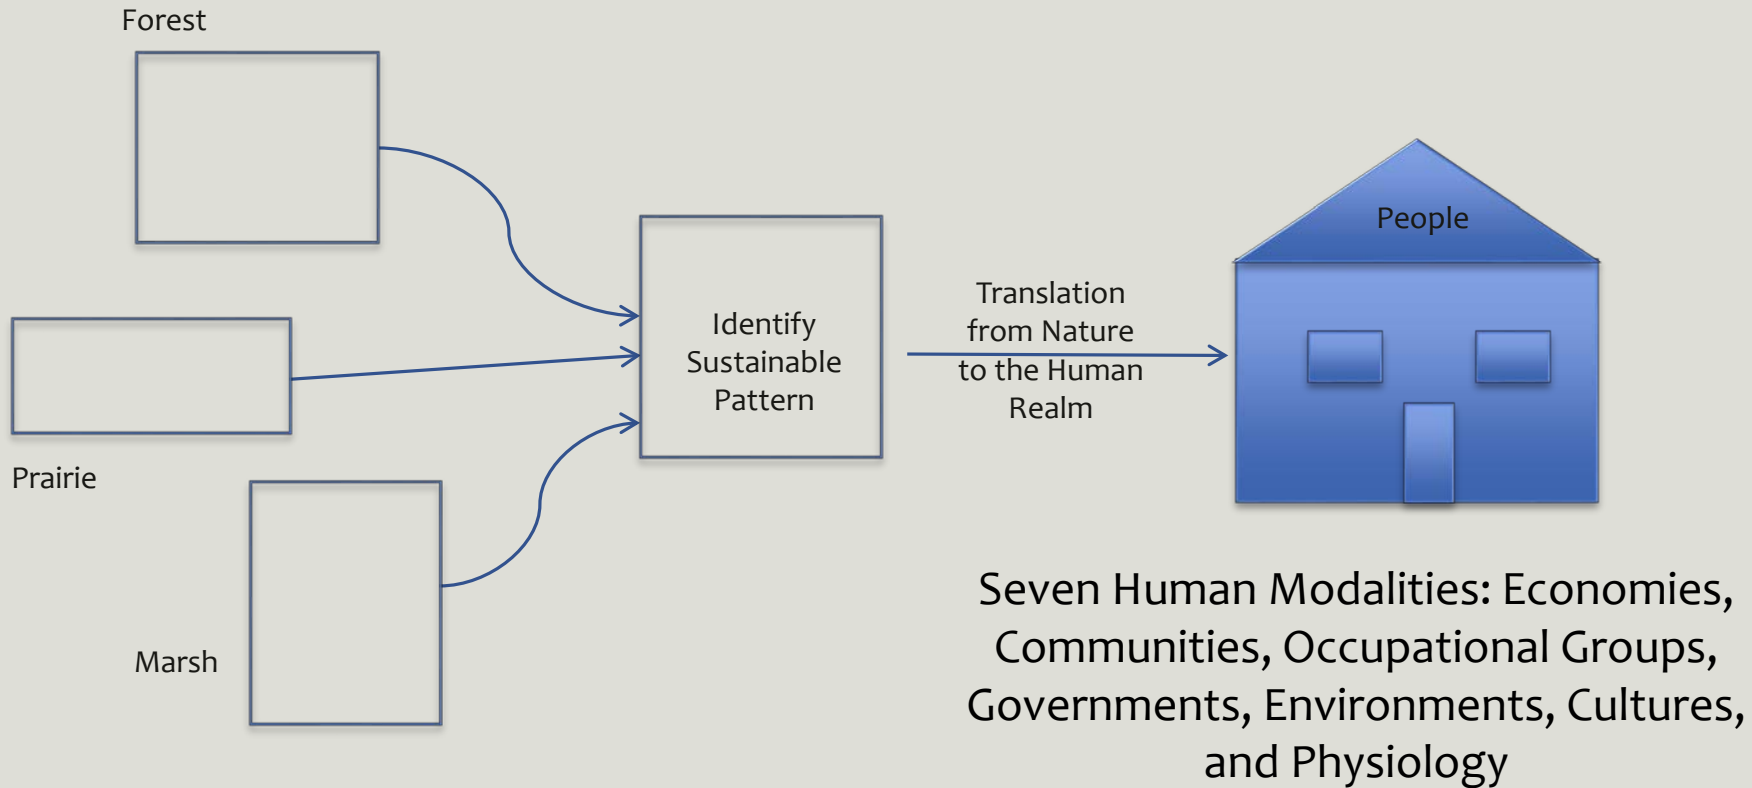 Forest
Prairie
Marsh
Identify
Sustainable
Pattern
Translation
from Nature
to the Human
Realm
People
Seven Human Modalities: Economies,
Communities, Occupational Groups,
Governments, Environments, Cultures,
and Physiology